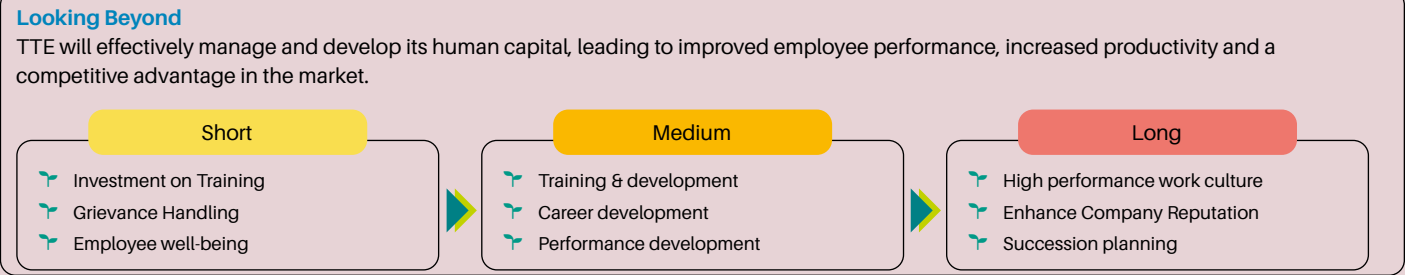 Looking Beyond
TTE will effectively manage and develop its human capital, leading to improved employee performance, increased productivity and a
competitive advantage in the market.
Short
Investment on Training
Grievance Handling
Employee well-being
Medium
Training & development
Career development
Performance development
Long
High performance work culture
Enhance Company Reputation
Succession planning